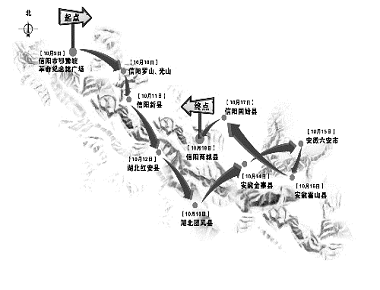 北
起点
【10月9日】
信阳市鄂豫皖
革命纪念馆广场
【10月10日】
信阳罗山、光山
【10月11日】
信阳新县
【10月12日】
湖北红安县
【10月13日】
湖北团风县
【10月14日】
安徽金寨县
【10月15日】
安徽六安市
【10月16日】
安徽霍山县
【10月17日】
信阳固始县
终点
【10月18日】
信阳商城县